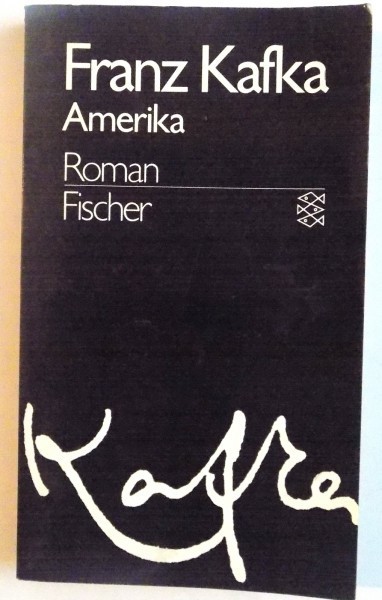 Franz Kafka
Amerika
Roman
Fischer
Kafka